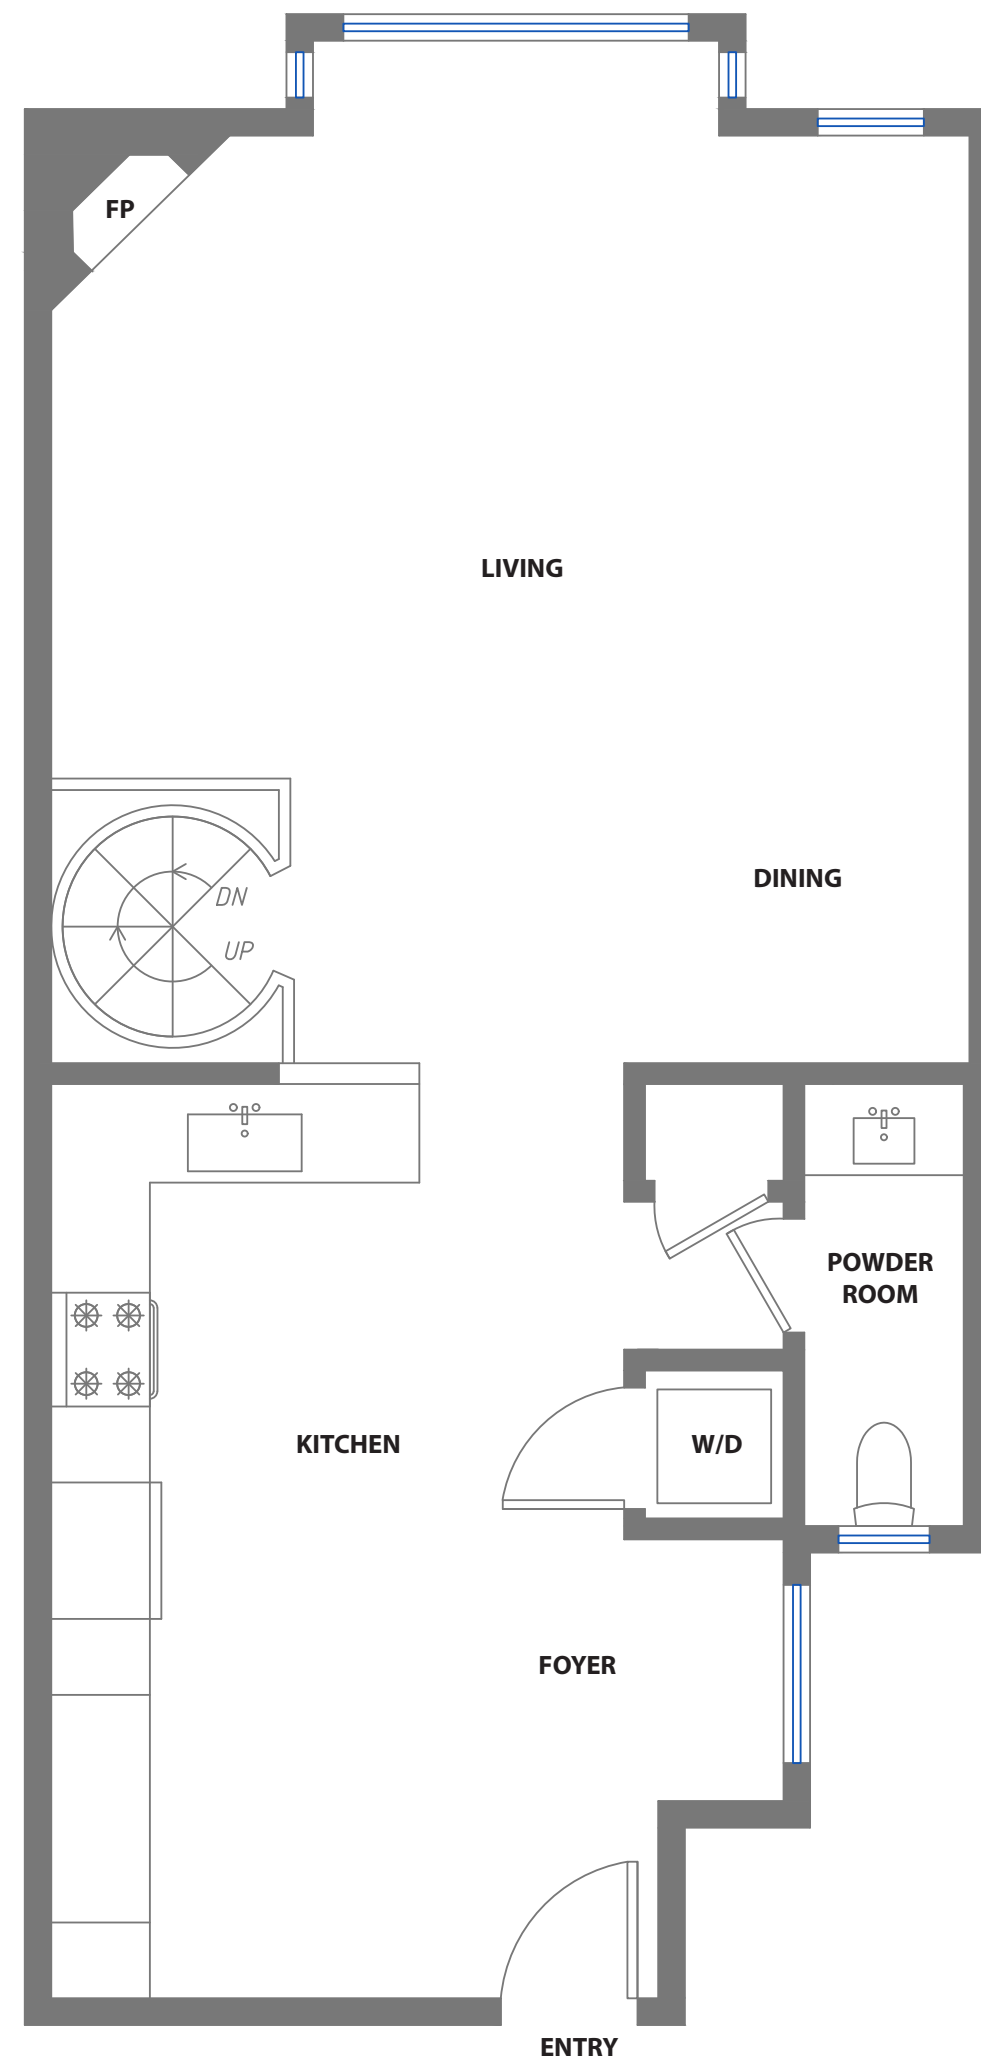 FP
LIVING
DINING
DN
UP
POWDER
ROOM
KITCHEN
W/D
FOYER
ENTRY